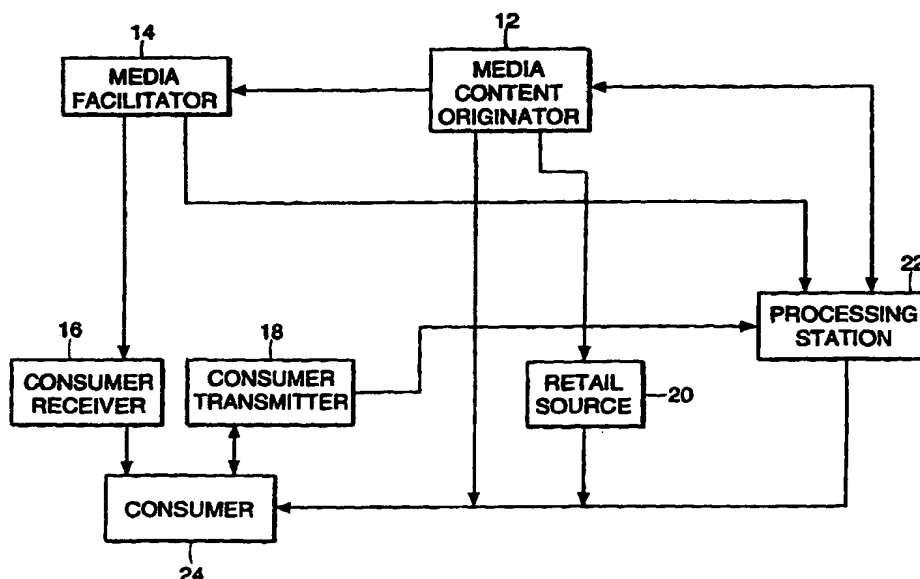 14
MEDIA
FACILITATOR
12
MEDIA
CONTENT
ORIGINATOR
22
PROCESSING
STATION
16
CONSUMER
RECEIVER
18
CONSUMER
TRANSMITTER
RETAIL
SOURCE
20
CONSUMER
24